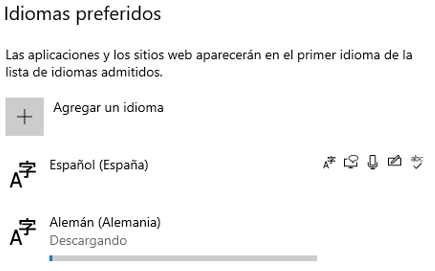 Idiomas preferidos
Las aplicaciones y los sitios web aparecerán en el primer idioma de la
lista de idiomas admitidos.
Agregar un idioma
Español (España)
Alemán (Alemania)
Descargando